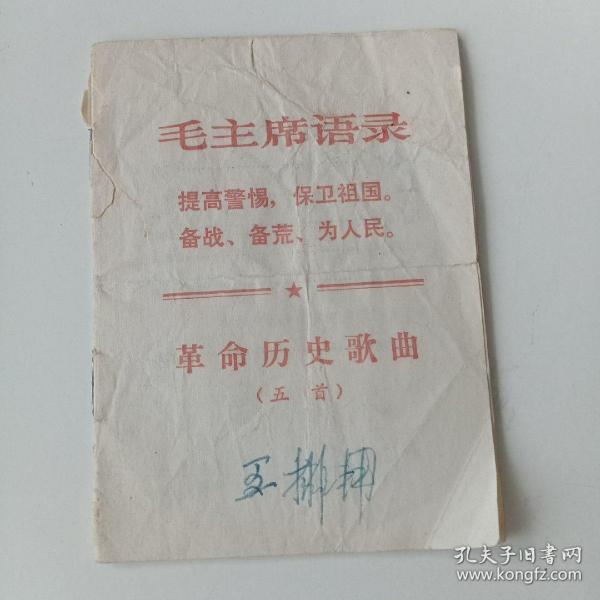 毛主席语录
提高警惕，保卫祖国。
备战、备荒、为人民。
革命历史歌曲
（五首）
孔夫子旧书网
www.kongfz.com